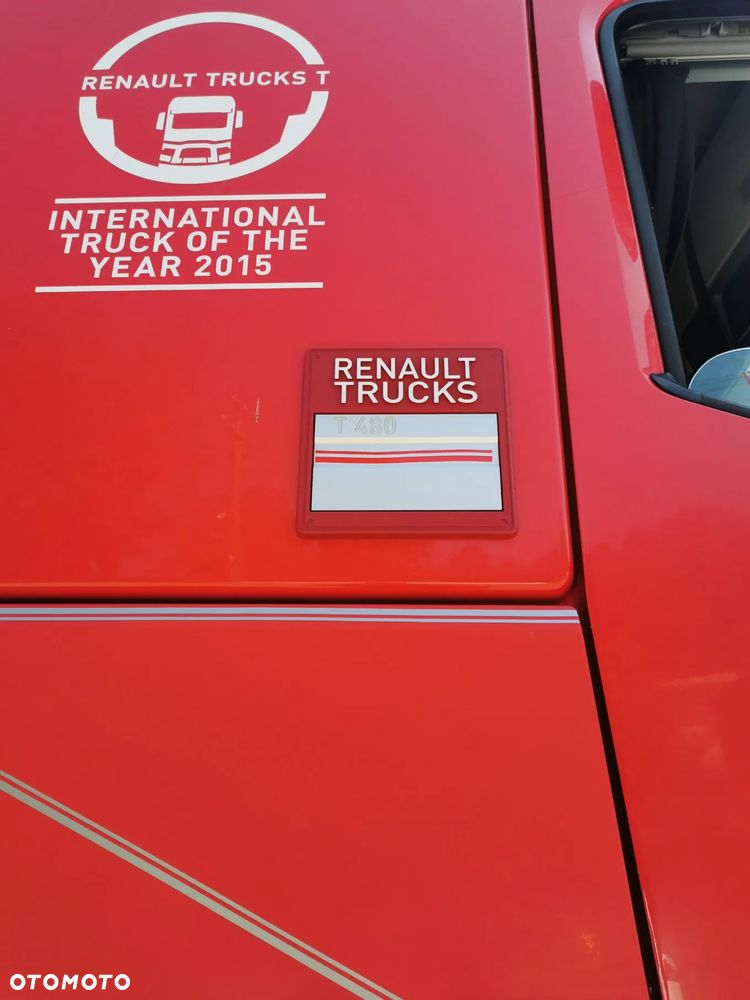 RENAULT TRUCKS T
INTERNATIONAL
TRUCK OF THE
YEAR 2015
RENAULT
TRUCKS
T 480
OTOMOTO